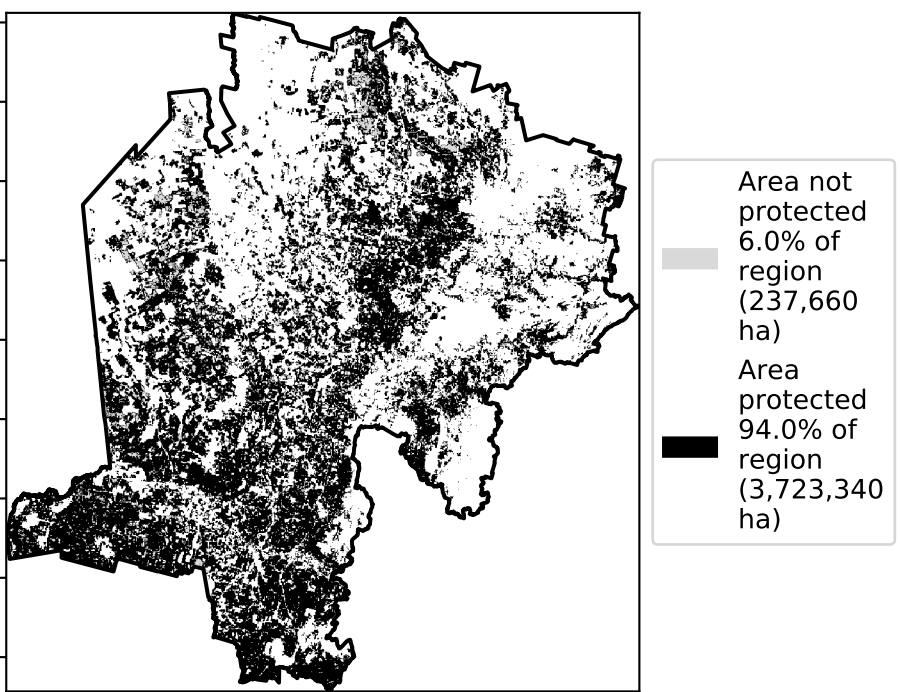 Area not
protected
6.0% of
region
(237,660
ha)
Area
protected
94.0% of
region
(3,723,340
ha)